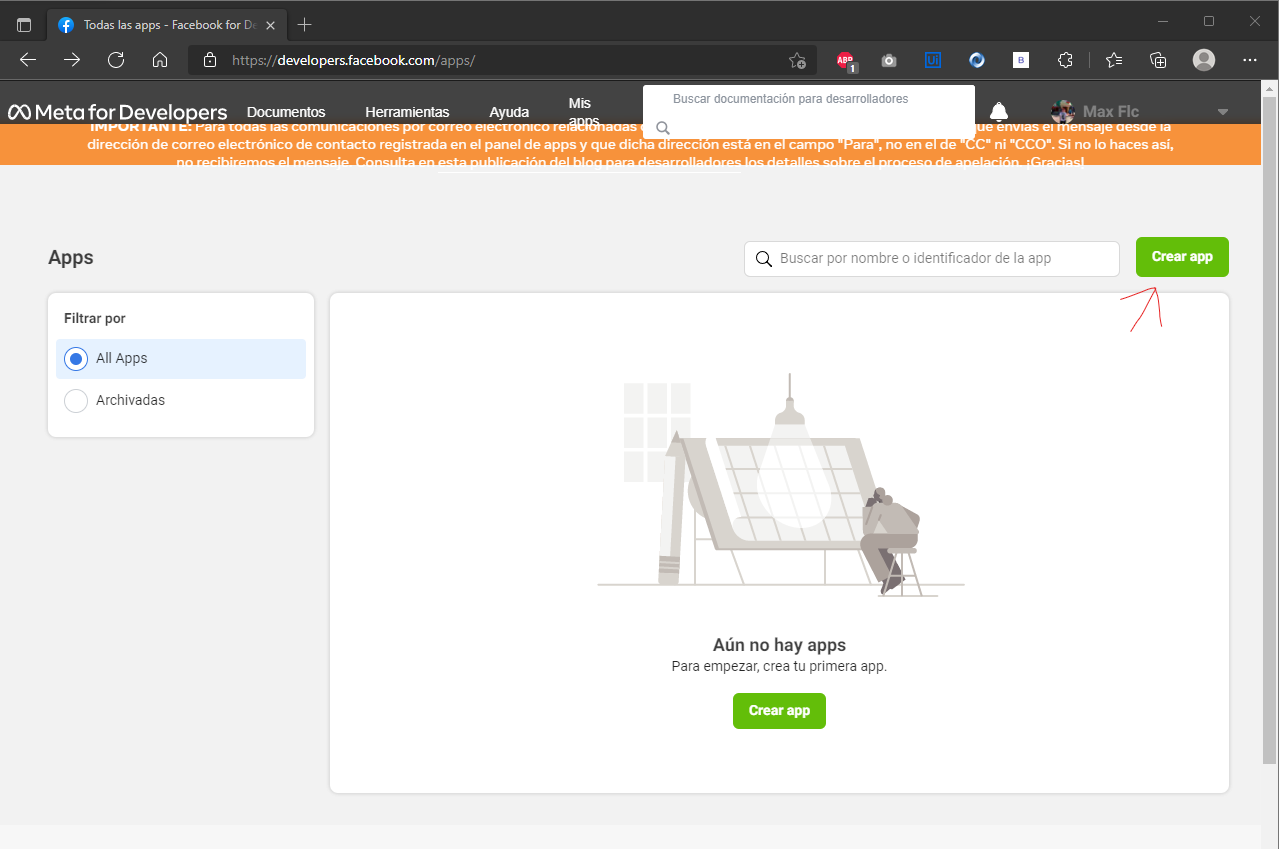 Todas las apps - Facebook for De
https://developers.facebook.com/apps/
ABP
1
Ui
B
Meta for Developers
Documentos
Herramientas
Ayuda
Mis
apps
Buscar documentación para desarrolladores
Max Flc
IMPORTANTE: Para todas las comunicaciones por correo electrónico relacionadas que envías el mensaje desde la
dirección de correo electrónico de contacto registrada en el panel de apps y que dicha dirección está en el campo "Para", no en el de "CC" ni "CCO". Si no lo haces así,
no recibiremos el mensaje. Consulta en esta publicación del blog para desarrolladores los detalles sobre el proceso de apelación. ¡Gracias!
Apps
Buscar por nombre o identificador de la app
Crear app
Filtrar por
All Apps
Archivadas
Aún no hay apps
Para empezar, crea tu primera app.
Crear app